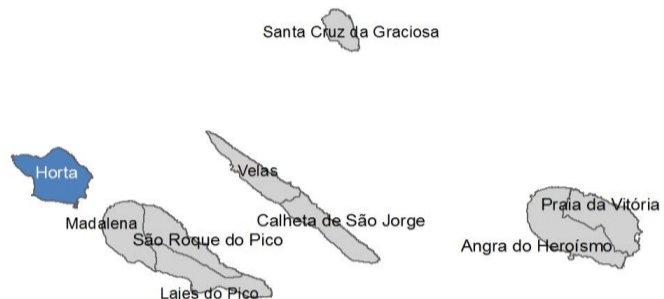 Santa Cruz da Graciosa
Horta
Velas
Madalena
Calheta de São Jorge
São Roque do Pico
Lajes do Pico
Praia da Vitória
Angra do Heroísmo